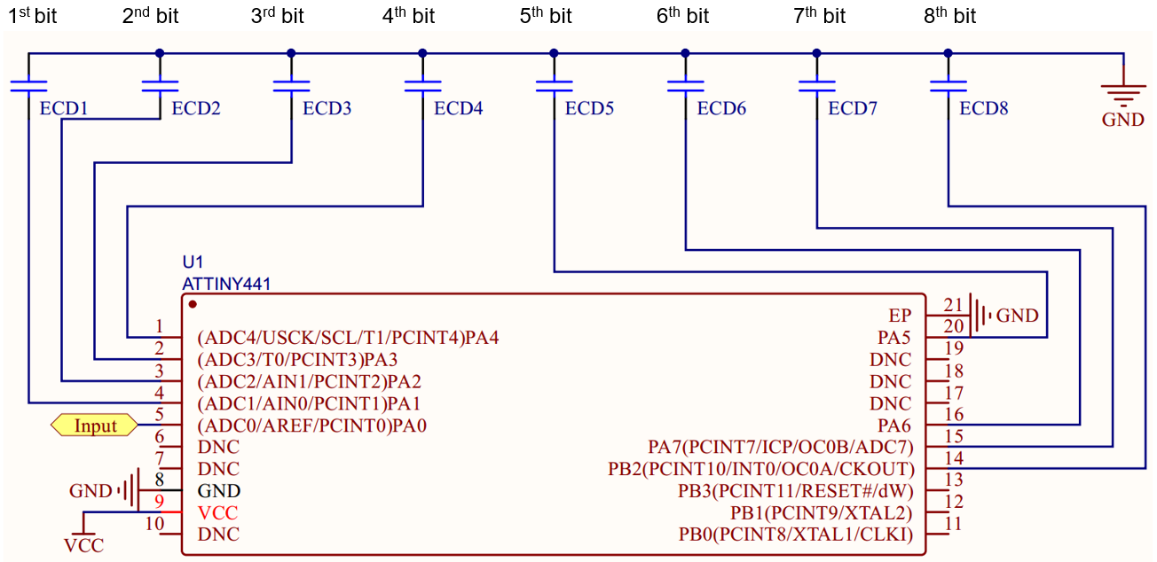 1st bit 2nd bit 3rd bit 4th bit 5th bit 6th bit 7th bit 8th bit
ECD1 ECD2 ECD3 ECD4 ECD5 ECD6 ECD7 ECD8
GND
U1
ATTINY441
EP 21 GND
1 (ADC4/USCK/SCL/T1/PCINT4)PA4 PA5 20
2 (ADC3/T0/PCINT3)PA3 DNC 19
3 (ADC2/AIN1/PCINT2)PA2 DNC 18
4 (ADC1/AIN0/PCINT1)PA1 DNC 17
Input 5 (ADC0/AREF/PCINT0)PA0 PA6 16
6 DNC PA7(PCINT7/ICP/OC0B/ADC7) 15
7 DNC PB2(PCINT10/INT0/OC0A/CKOUT) 14
GND 8 GND PB3(PCINT11/RESET#/dW) 13
9 VCC PB1(PCINT9/XTAL2) 12
10 DNC PB0(PCINT8/XTAL1/CLKI) 11
VCC